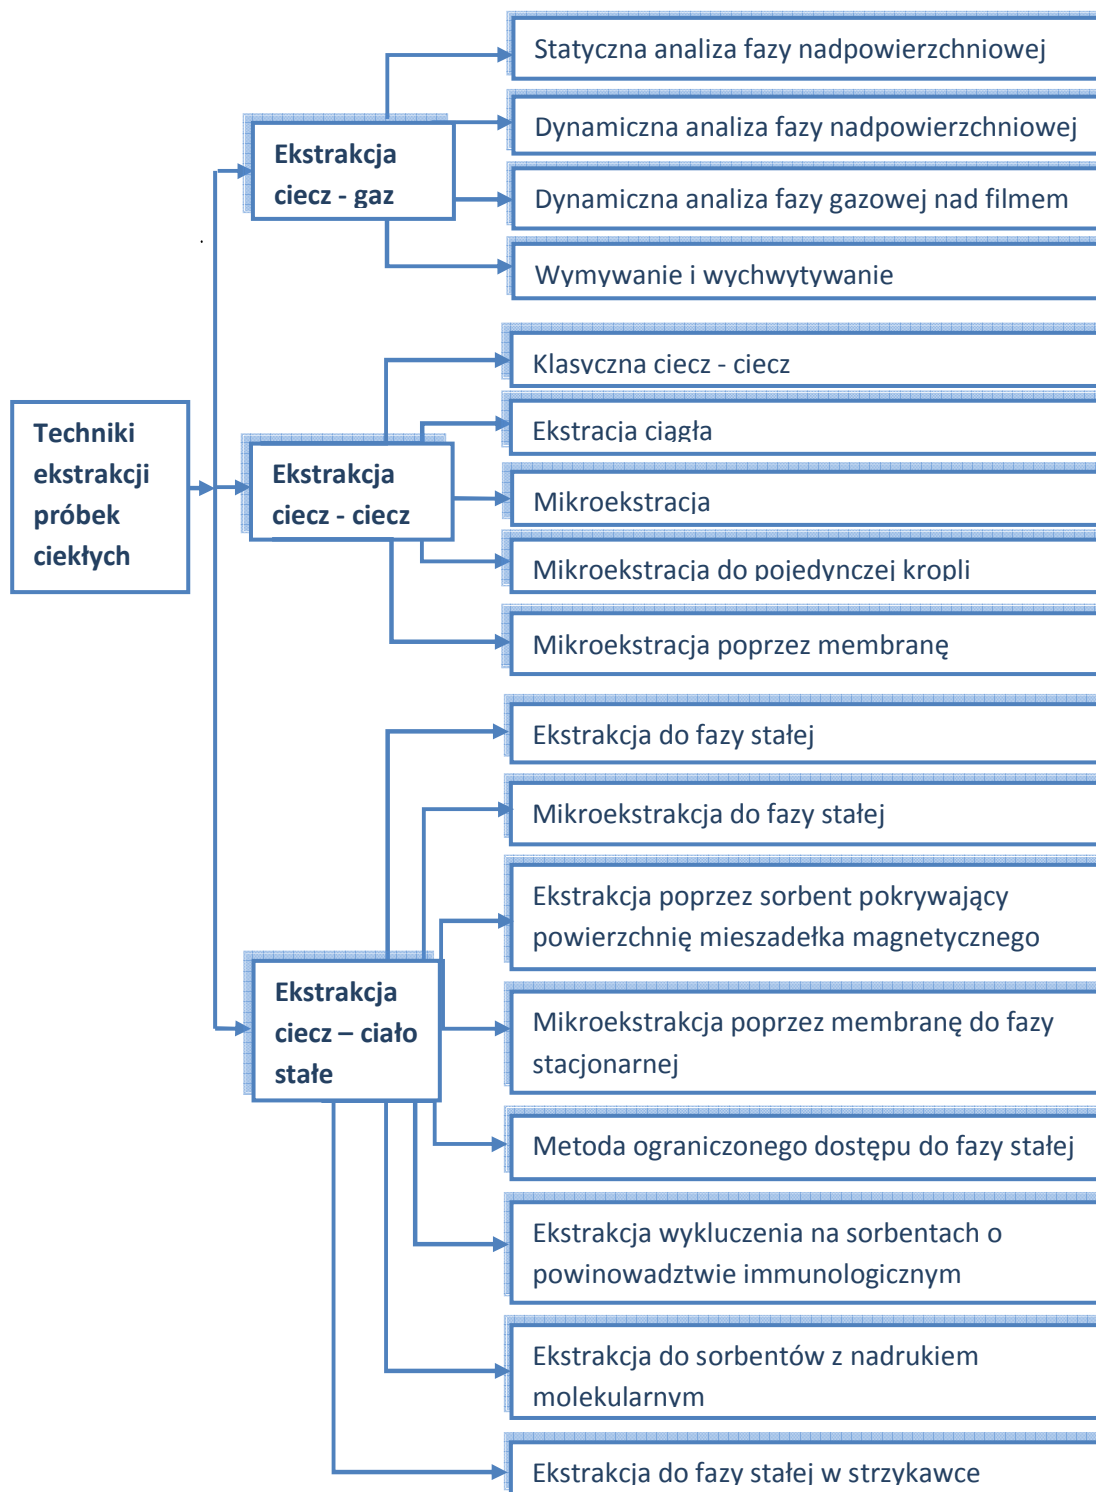 Techniki
ekstrakcji
próbek
ciekłych
Ekstrakcja
ciecz - gaz
Statyczna analiza fazy nadpowierzchniowej
Dynamiczna analiza fazy nadpowierzchniowej
Dynamiczna analiza fazy gazowej nad filmem
Wymywanie i wychwytywanie
Ekstrakcja
ciecz - ciecz
Klasyczna ciecz - ciecz
Ekstracja ciągła
Mikroekstracja
Mikroekstracja do pojedynczej kropli
Mikroekstracja poprzez membranę
Ekstrakcja
ciecz – ciało
stałe
Ekstrakcja do fazy stałej
Mikroekstrakcja do fazy stałej
Ekstrakcja poprzez sorbent pokrywający
powierzchnię mieszadełka magnetycznego
Mikroekstrakcja poprzez membranę do fazy
stacjonarnej
Metoda ograniczonego dostępu do fazy stałej
Ekstrakcja wykluczenia na sorbentach o
powinowadztwie immunologicznym
Ekstrakcja do sorbentów z nadrukiem
molekularnym
Ekstrakcja do fazy stałej w strzykawce